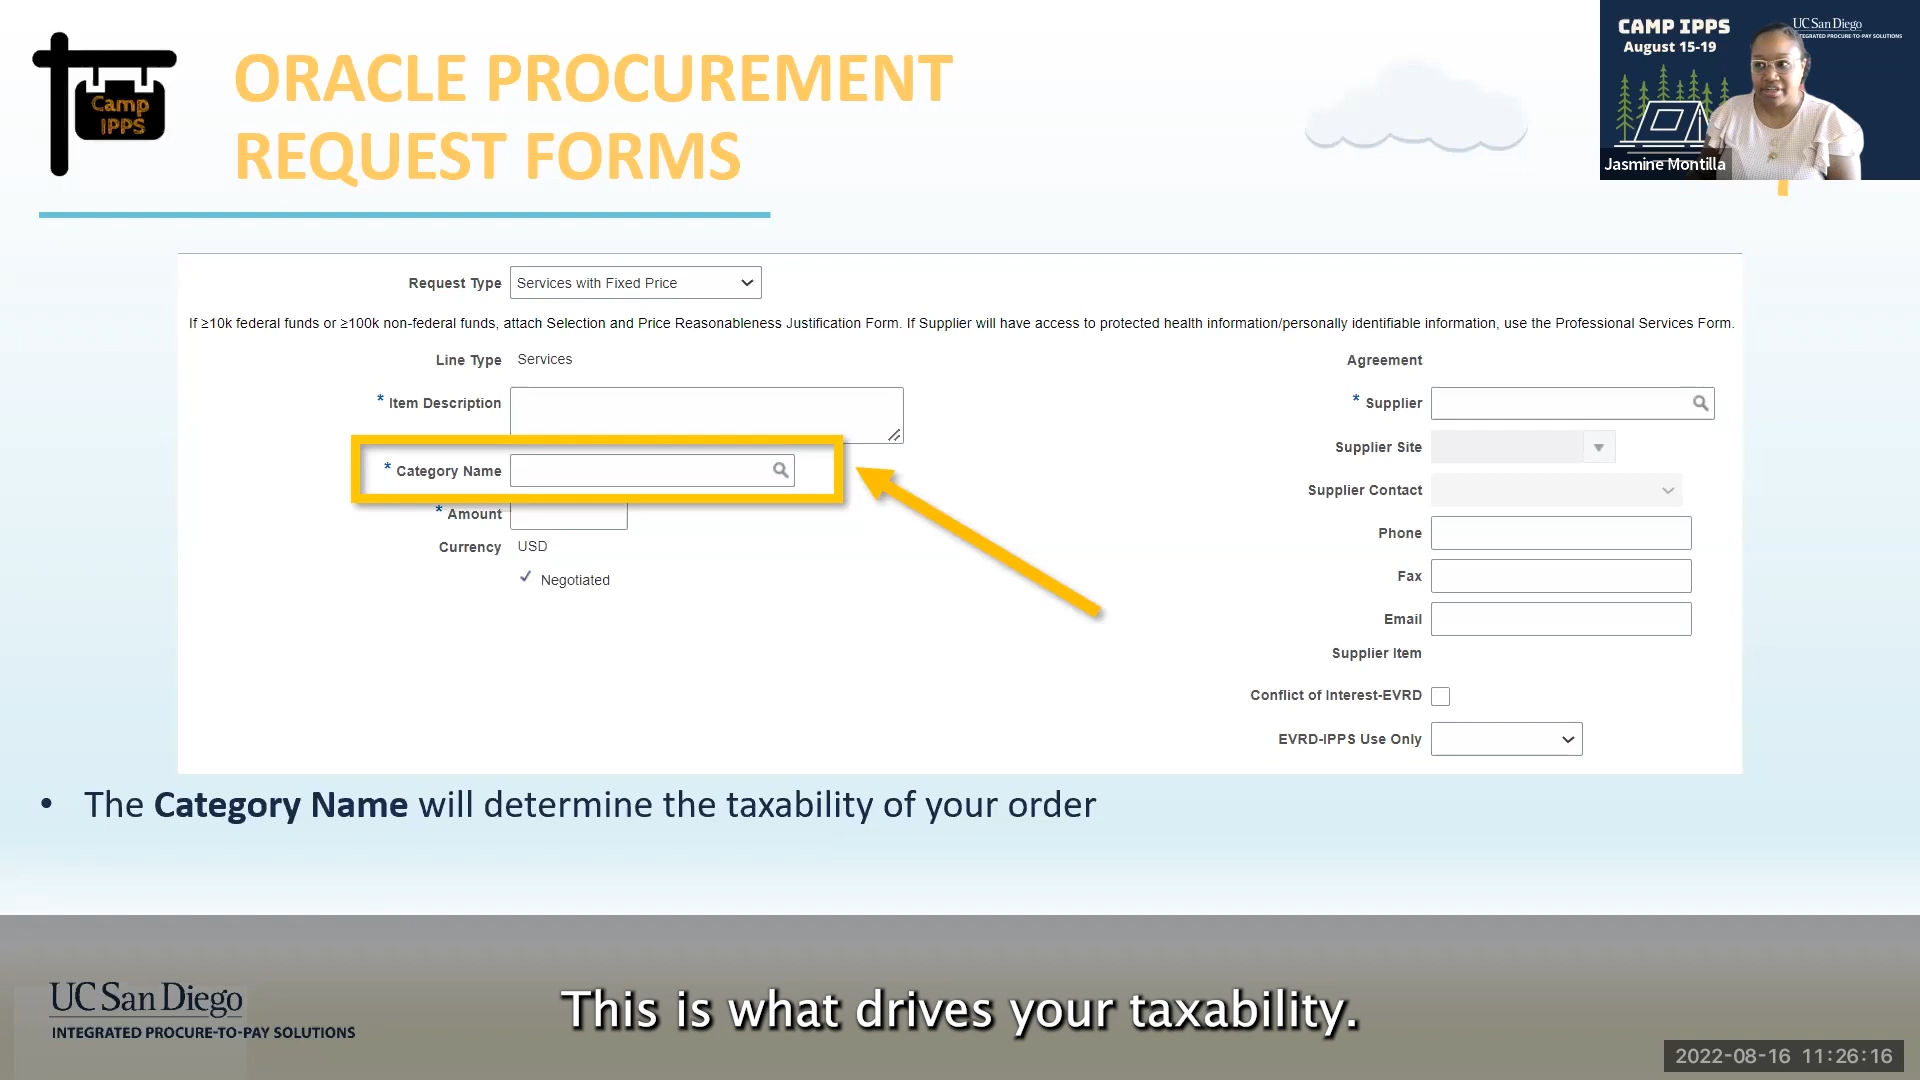 Camp
IPPS
ORACLE PROCUREMENT
REQUEST FORMS
CAMP IPPS
August 15-19
UC San Diego
INTEGRATED PROCURE-TO-PAY SOLUTIONS
Jasmine Montilla
Request Type Services with Fixed Price
If ≥10k federal funds or ≥100k non-federal funds, attach Selection and Price Reasonableness Justification Form. If Supplier will have access to protected health information/personally identifiable information, use the Professional Services Form.
Line Type Services
* Item Description
* Category Name
* Amount
Currency USD
Negotiated
Agreement
* Supplier
Supplier Site
Supplier Contact
Phone
Fax
Email
Supplier Item
Conflict of Interest-EVRD
EVRD-IPPS Use Only
• The Category Name will determine the taxability of your order
UC San Diego
INTEGRATED PROCURE-TO-PAY SOLUTIONS
This is what drives your taxability.
2022-08-16 11:26:16